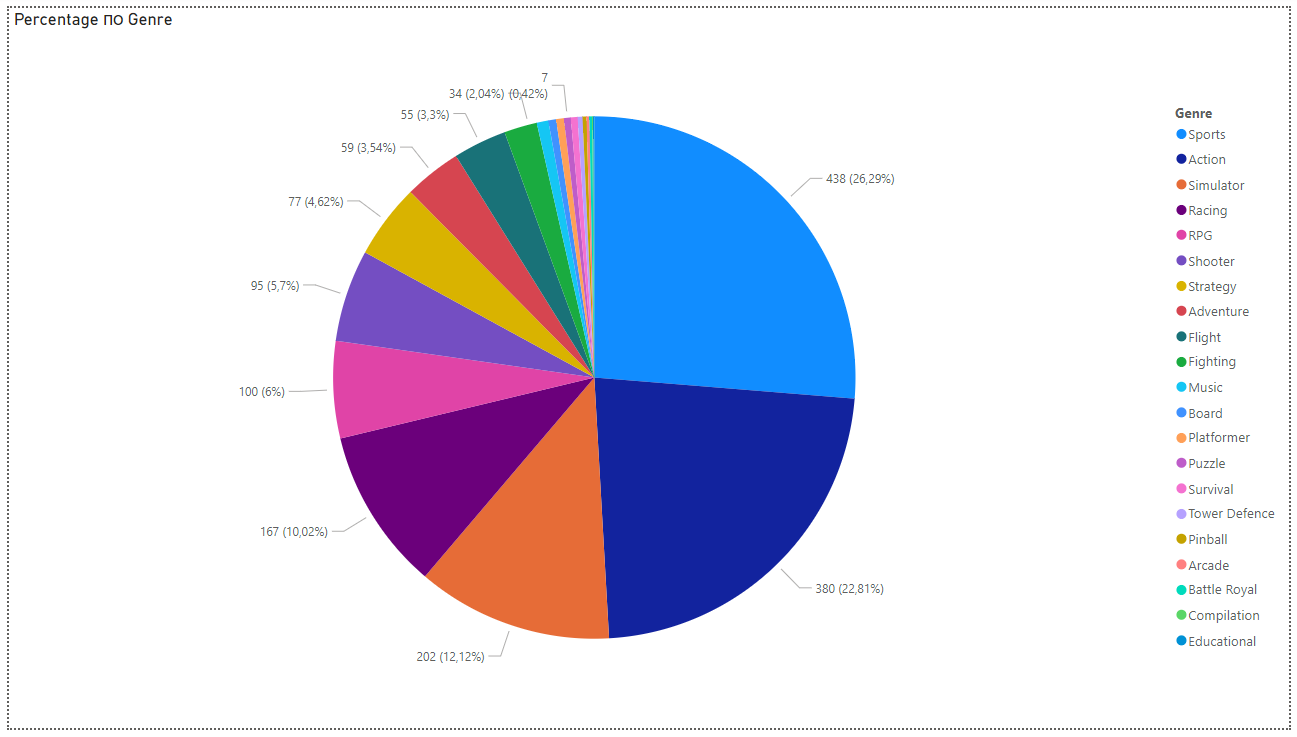 Percentage по Genre
7
(0,42%)
34 (2,04%)
55 (3,3%)
59 (3,54%)
77 (4,62%)
95 (5,7%)
100 (6%)
167 (10,02%)
202 (12,12%)
438 (26,29%)
380 (22,81%)
Genre
Sports
Action
Simulator
Racing
RPG
Shooter
Strategy
Adventure
Flight
Fighting
Music
Board
Platformer
Puzzle
Survival
Tower Defence
Pinball
Arcade
Battle Royal
Compilation
Educational